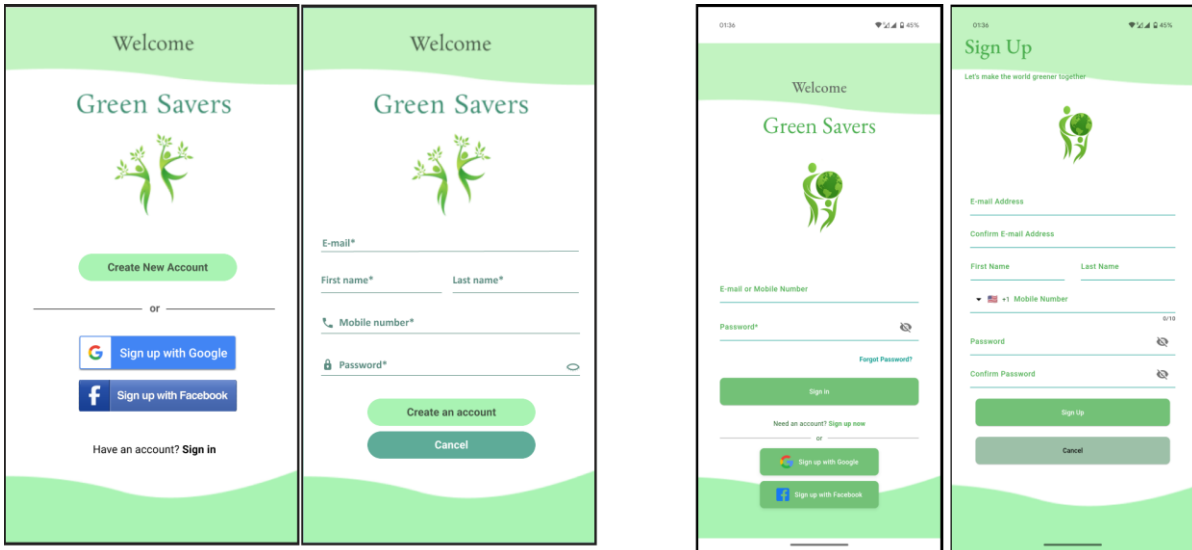 Welcome
Green Savers
Create New Account
or
G Sign up with Google
f Sign up with Facebook
Have an account? Sign in
Welcome
Green Savers
E-mail*
First name* Last name*
Mobile number*
Password*
Create an account
Cancel
01:36 45%
Welcome
Green Savers
E-mail or Mobile Number
Password*
Forgot Password?
Sign in
Need an account? Sign up now
or
G Sign up with Google
f Sign up with Facebook
01:36 45%
Sign Up
Let's make the world greener together
E-mail Address
Confirm E-mail Address
First Name Last Name
+1 Mobile Number
0/10
Password
Confirm Password
Sign Up
Cancel